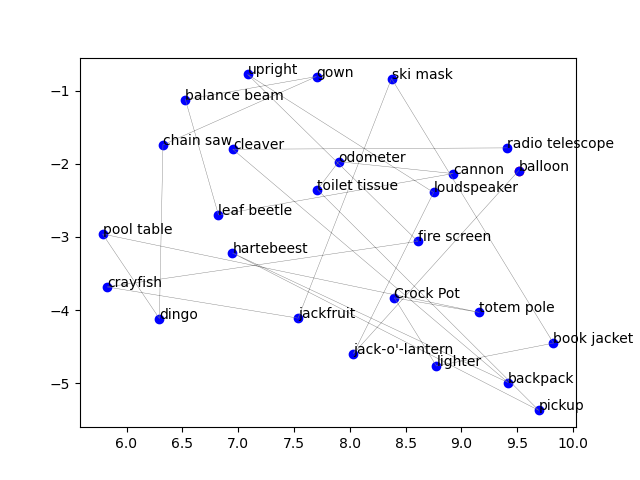 upright
gown
ski mask
−1
balance beam
chain saw
cleaver
radio telescope
odometer
−2
cannon
balloon
toilet tissue
loudspeaker
leaf beetle
pool table
−3
fire screen
hartebeest
crayfish
Crock Pot
totem pole
−4
dingo
jackfruit
book jacket
jack-o'-lantern
lighter
−5
backpack
pickup
6.0 6.5 7.0 7.5 8.0 8.5 9.0 9.5 10.0